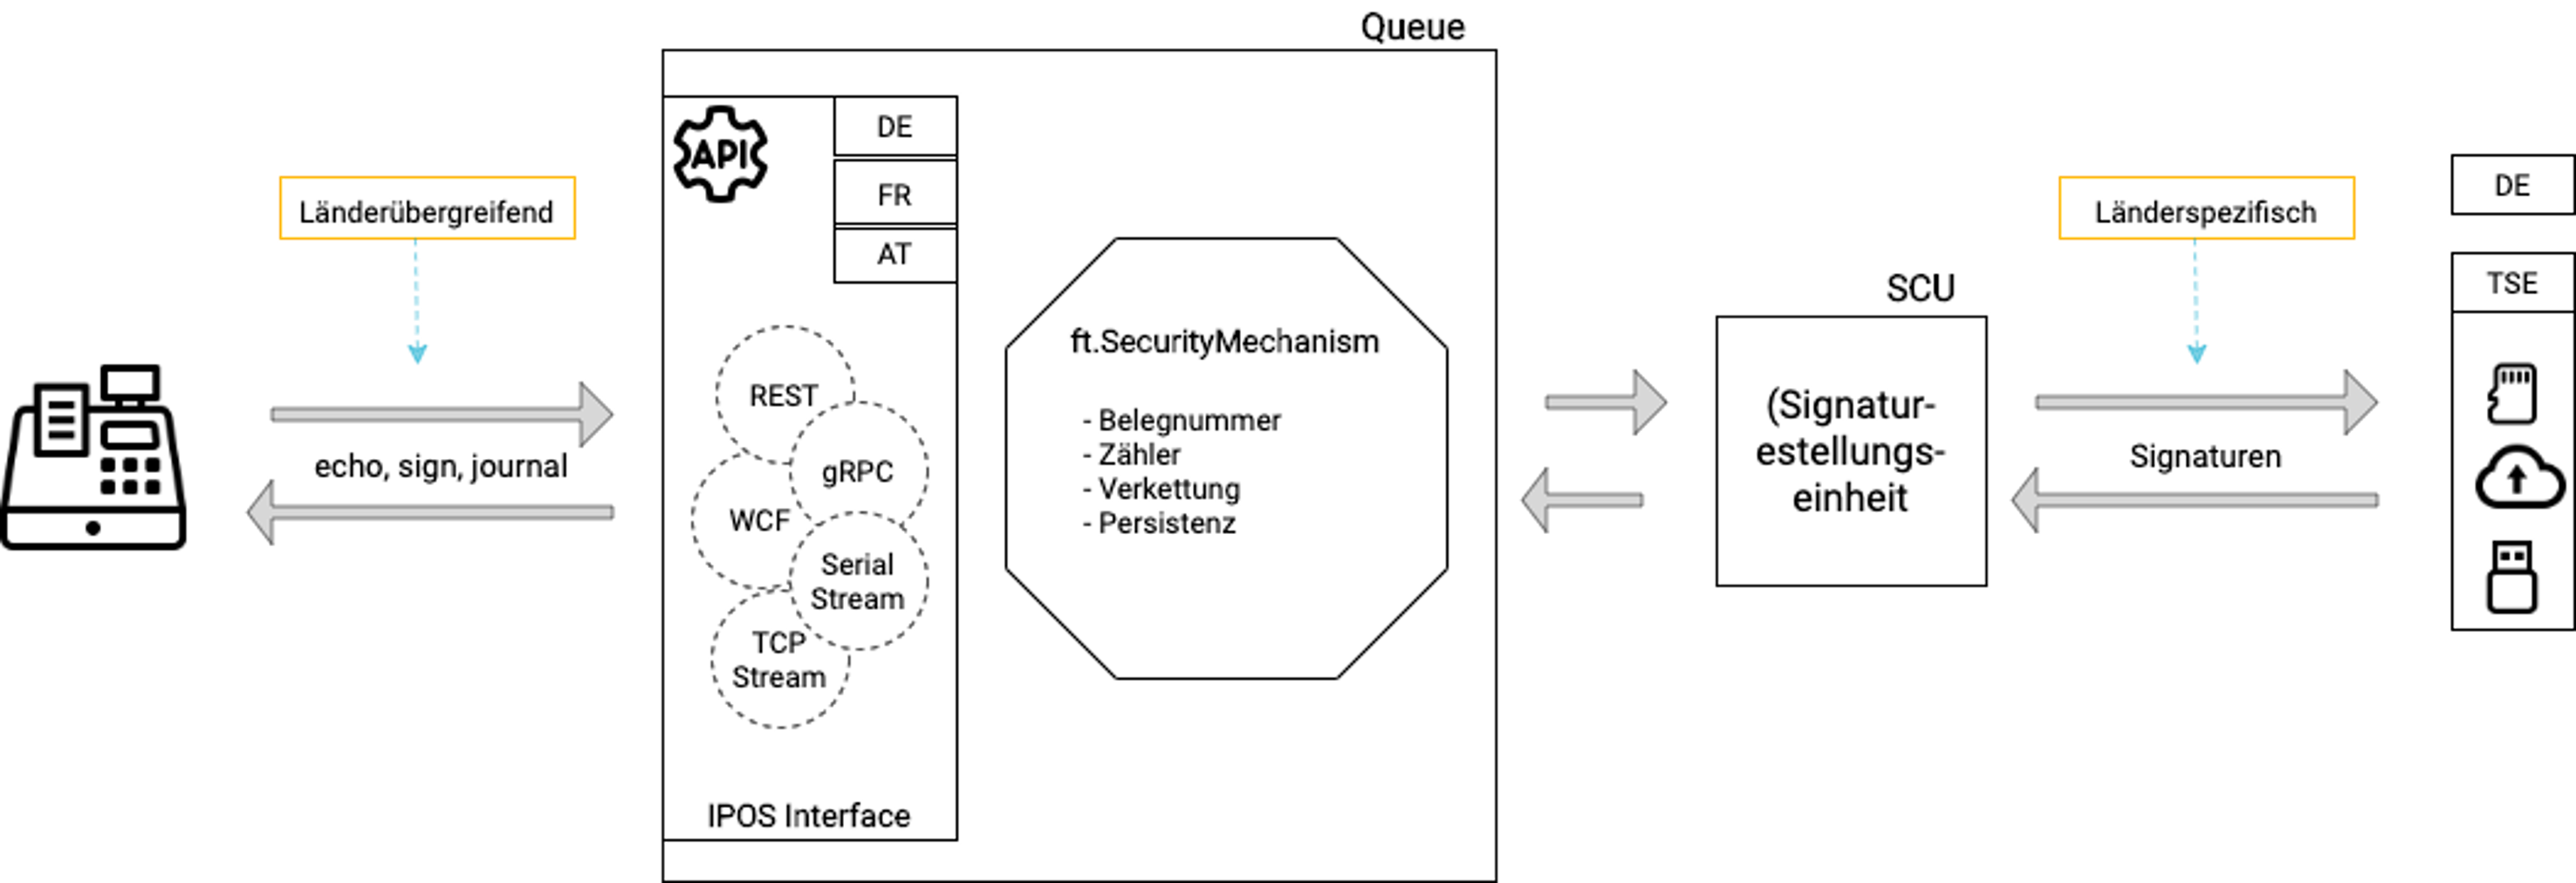 Queue
API
DE
FR
AT
Länderübergreifend
echo, sign, journal
REST
gRPC
WCF
Serial
Stream
TCP
Stream
IPOS Interface
ft.SecurityMechanism
- Belegnummer
- Zähler
- Verkettung
- Persistenz
SCU
(Signatur-
estellungs-
einheit
Länderspezifisch
Signaturen
DE
TSE